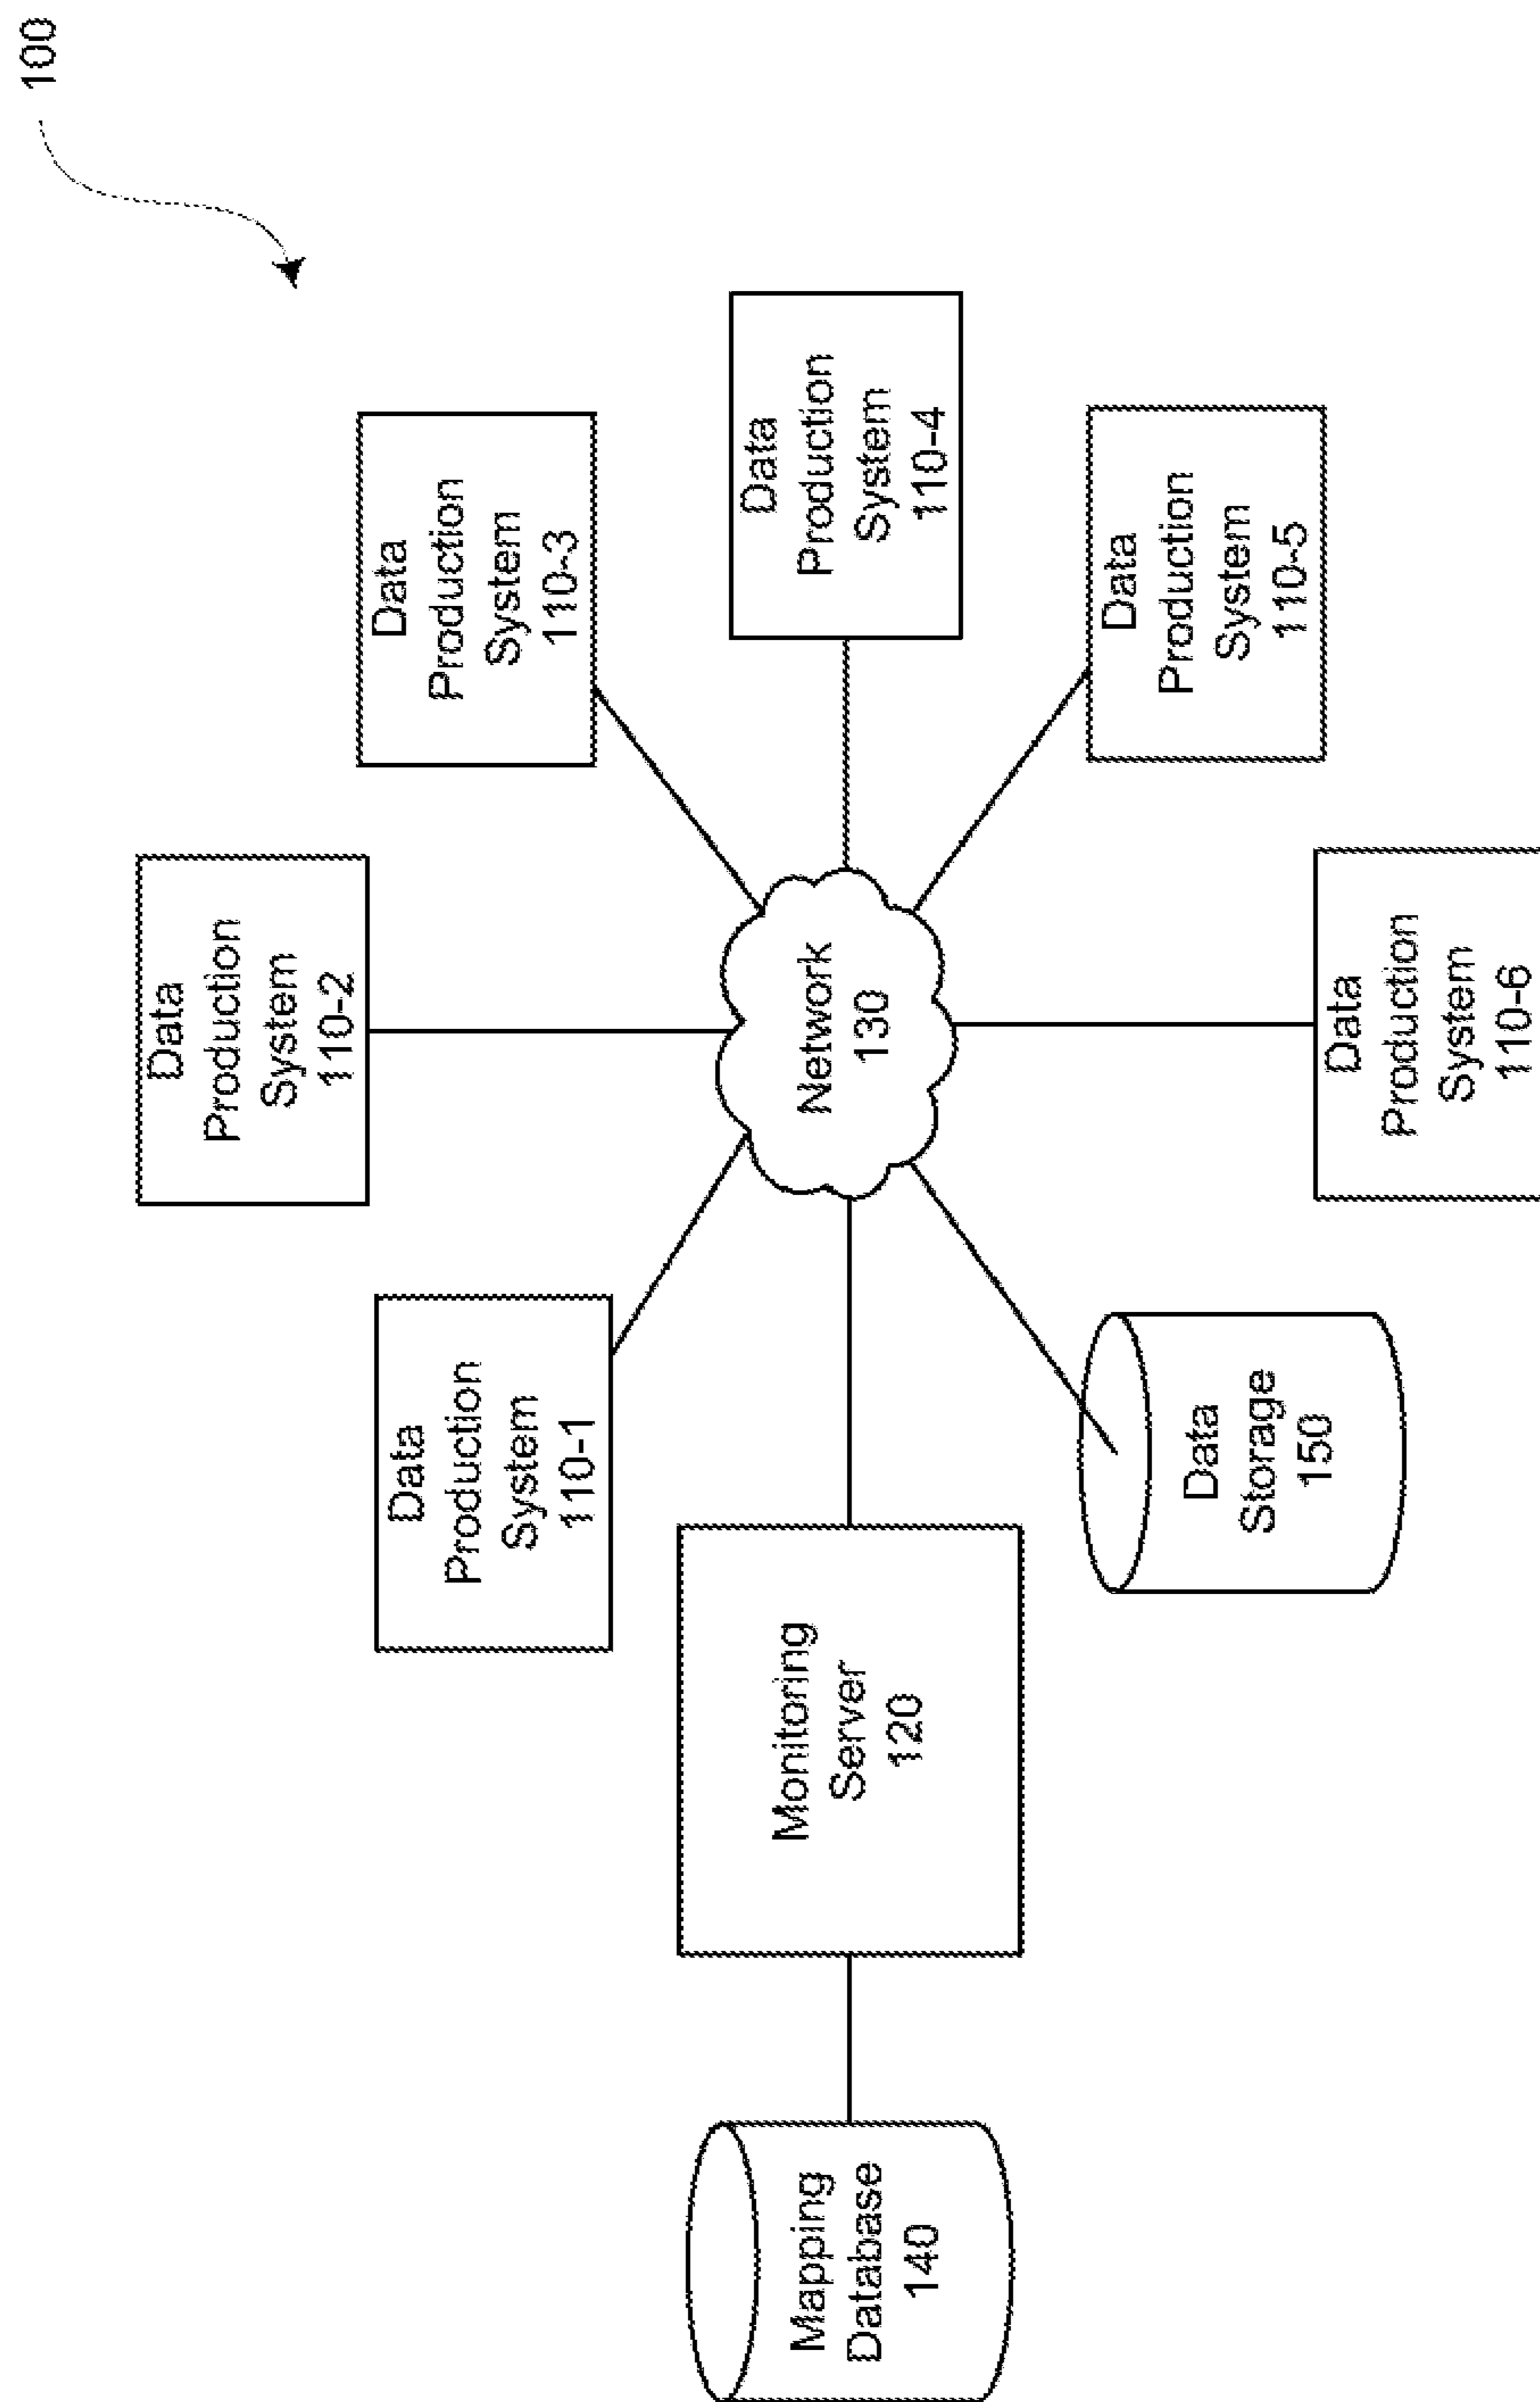 100
Data
Production
System
110-2
Data
Production
System
110-1
Data
Production
System
110-3
Mapping
Database
140
Monitoring
Server
120
Network
130
Data
Production
System
110-4
Data
Storage
150
Data
Production
System
110-5
Data
Production
System
110-6